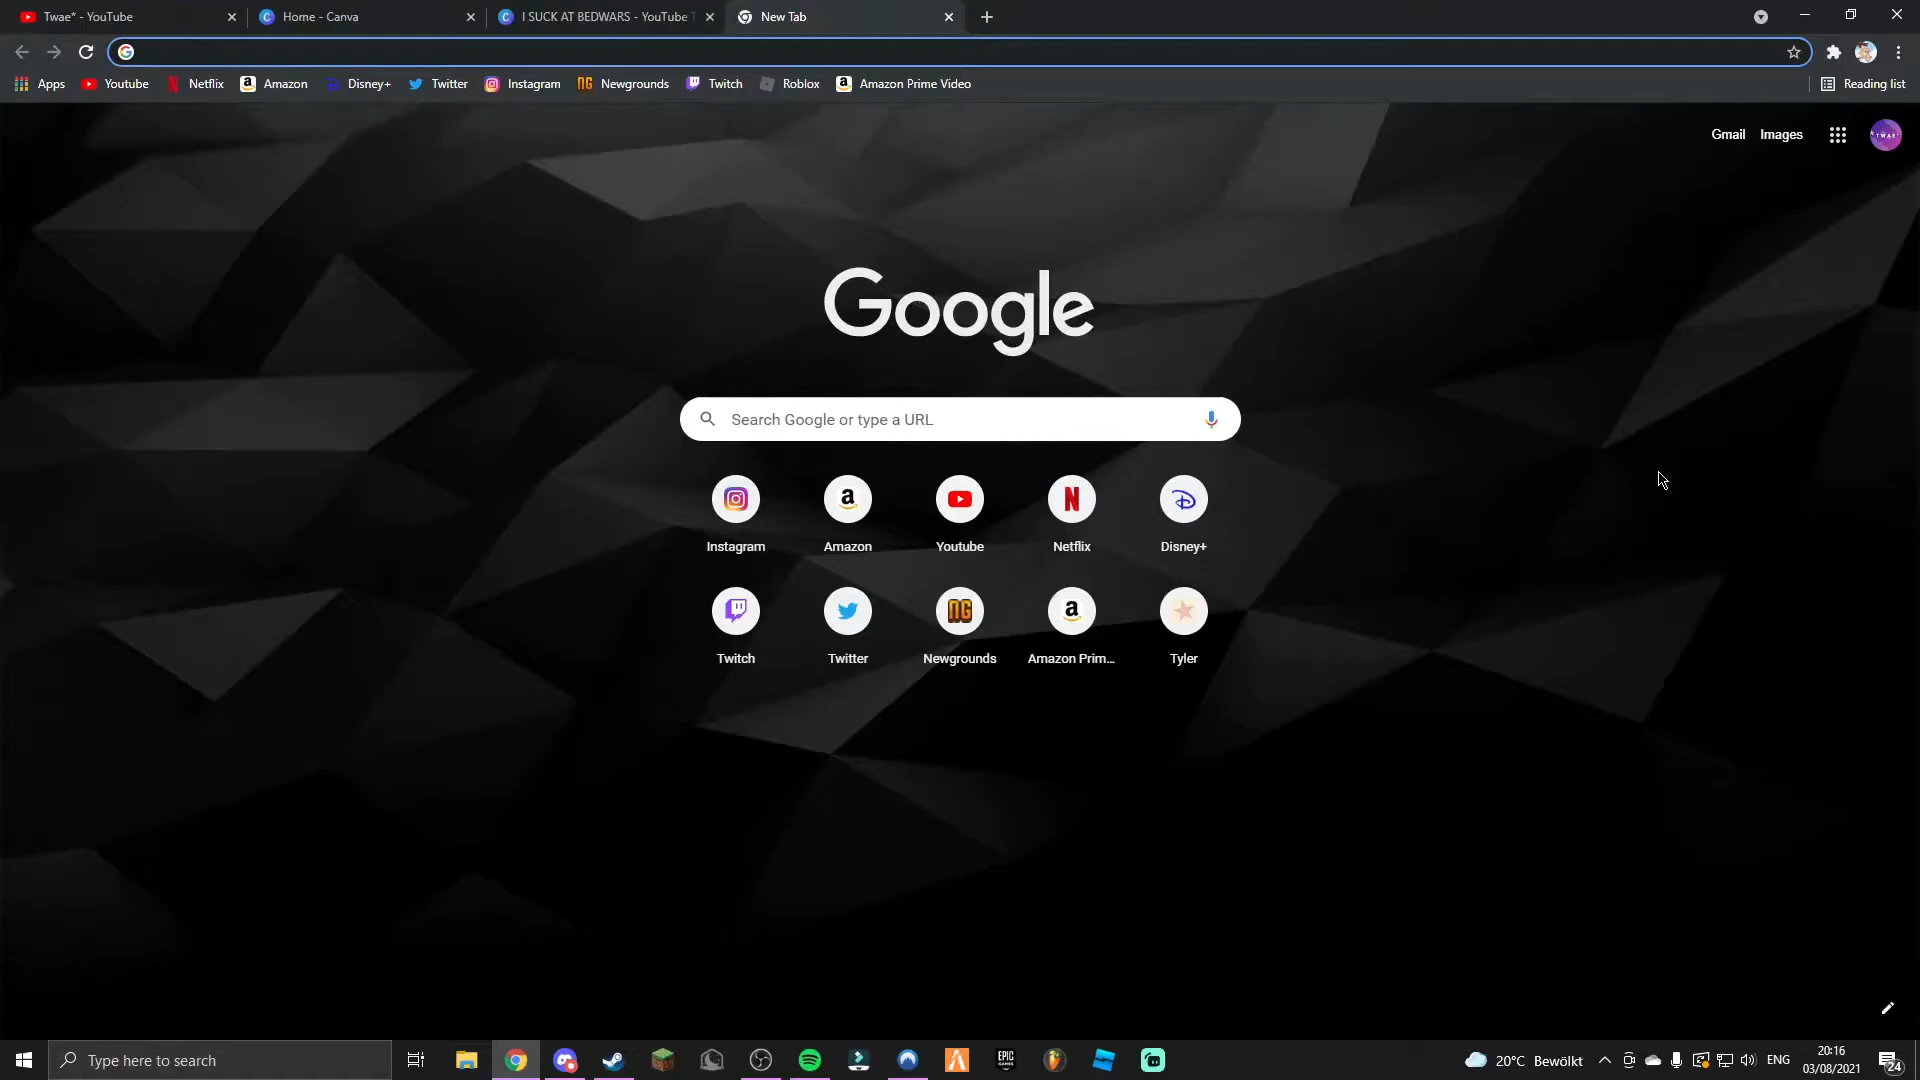 Twae* - YouTube
Home - Canva
I SUCK AT BEDWARS - YouTube T
New Tab
Apps
Youtube
Netflix
Amazon
Disney+
Twitter
Instagram
Newgrounds
Twitch
Roblox
Amazon Prime Video
Reading list
Gmail
Images
Google
Search Google or type a URL
Instagram
Amazon
Youtube
Netflix
Disney+
Twitch
Twitter
Newgrounds
Amazon Prim...
Tyler
Type here to search
20°C Bewölkt
ENG
20:16
03/08/2021
24